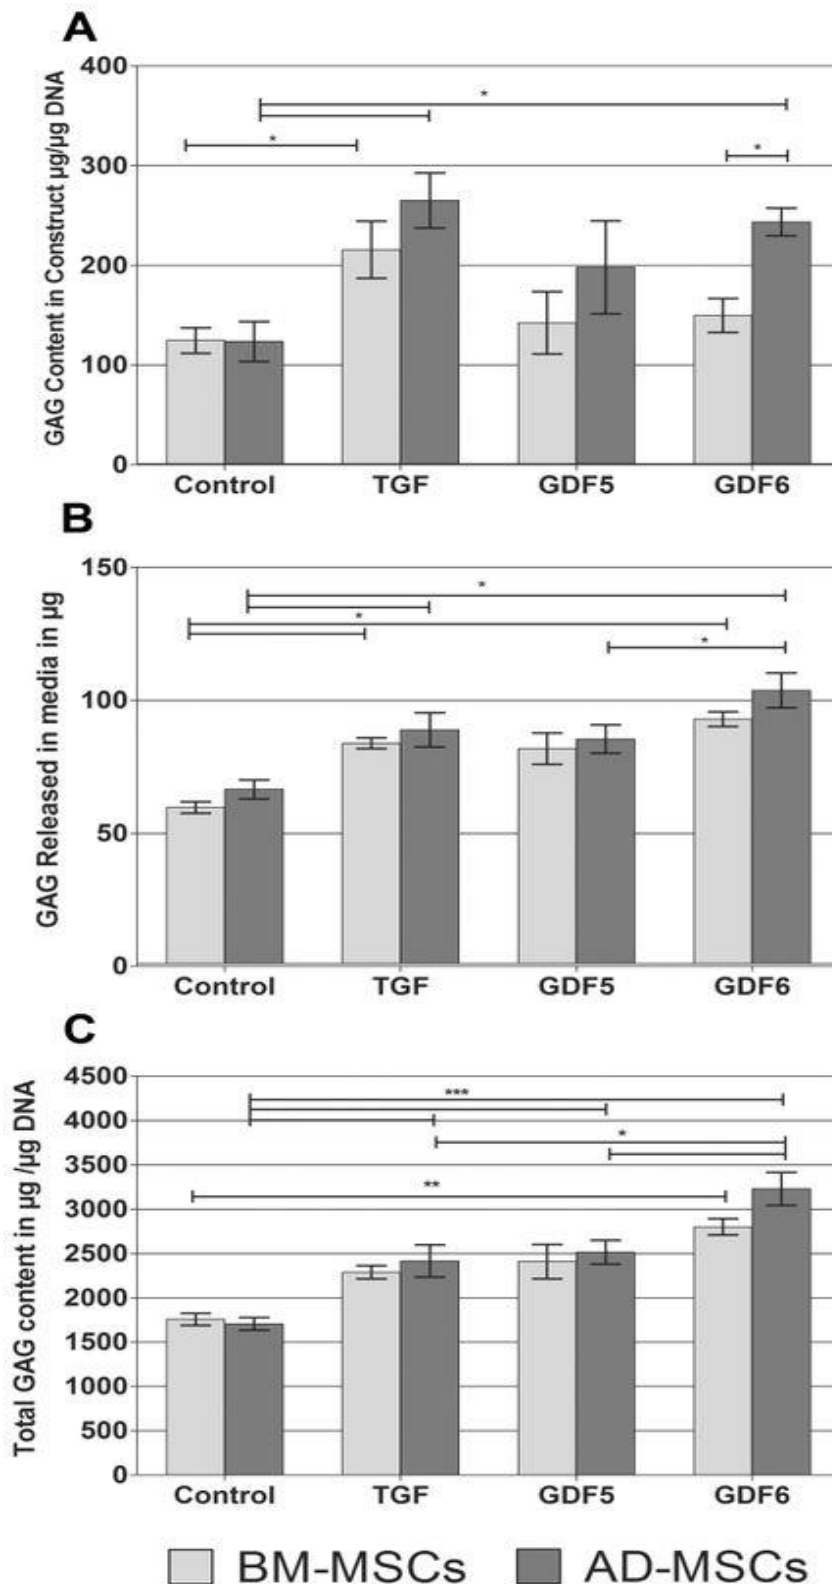 A
GAG Content in Construct µg/µg DNA
400
300
200
100
0
*
*
*
Control TGF GDF5 GDF6
B
GAG Released in media in µg
150
100
50
0
*
*
*
Control TGF GDF5 GDF6
C
Total GAG content in µg /µg DNA
4500
4000
3500
3000
2500
2000
1500
1000
500
0
***
*
**
Control TGF GDF5 GDF6
BM-MSCs AD-MSCs